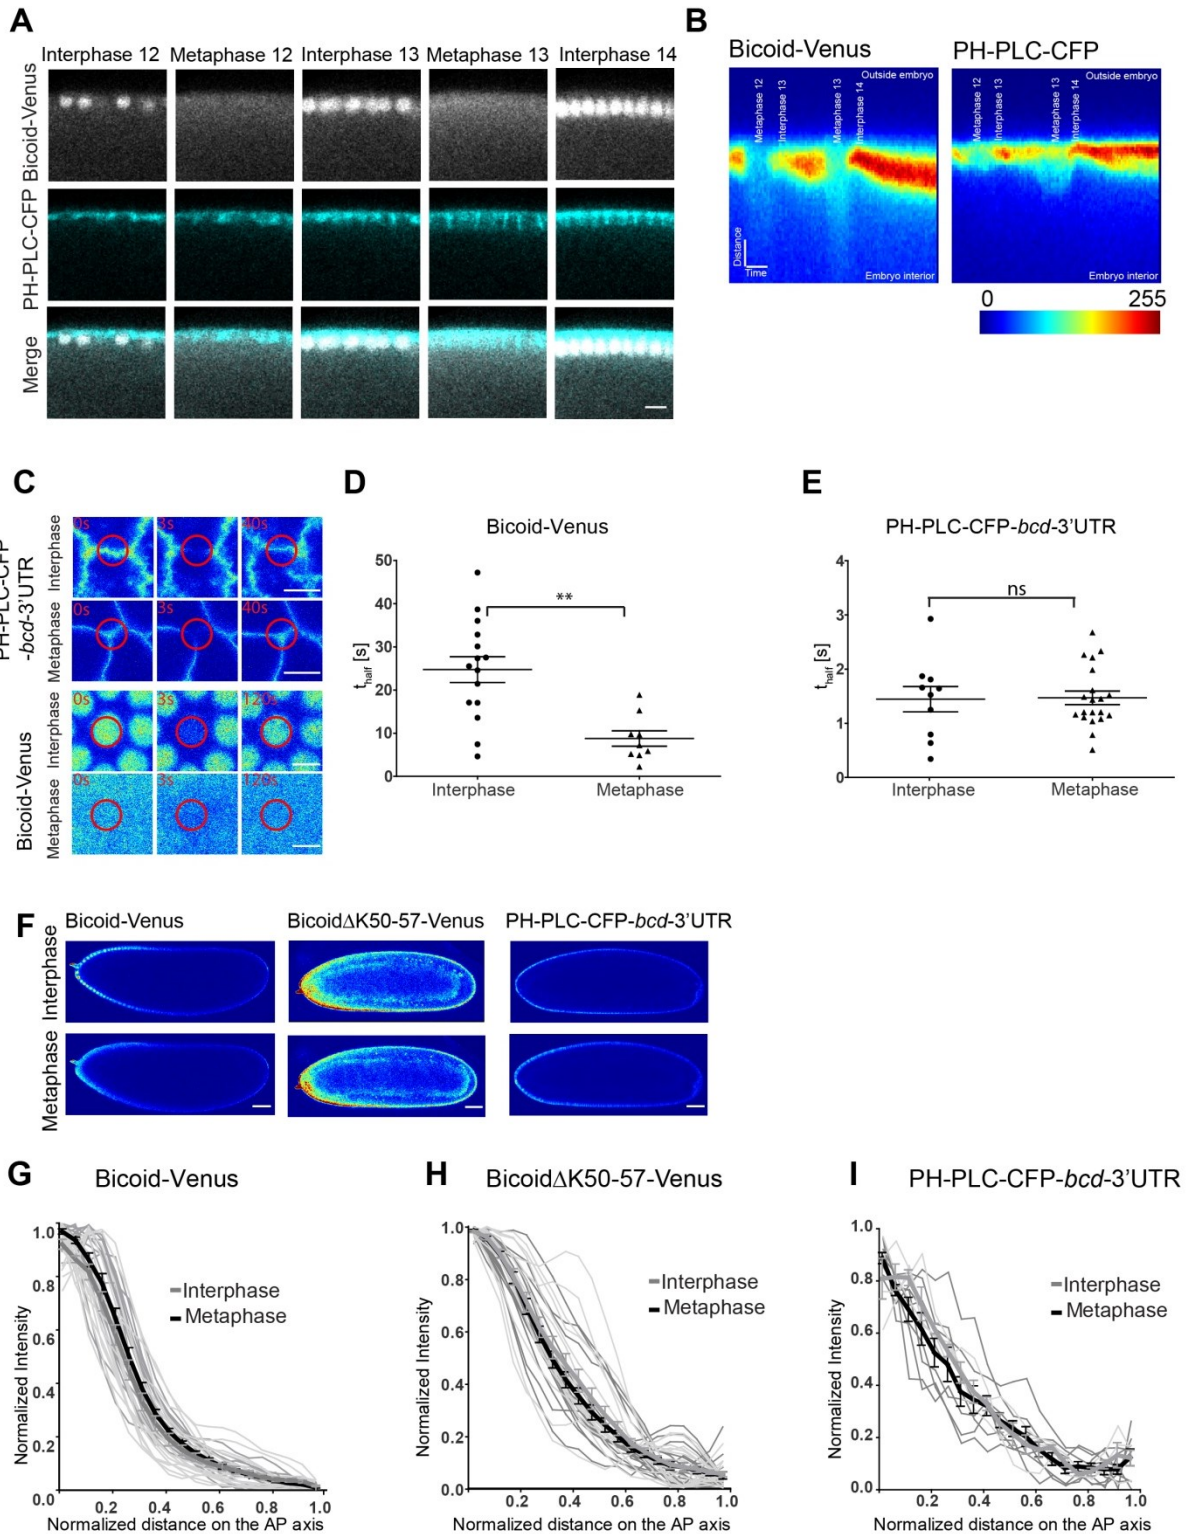 A
Interphase 12 Metaphase 12 Interphase 13 Metaphase 13 Interphase 14
Bicoid-Venus
PH-PLC-CFP
Merge
B
Bicoid-Venus PH-PLC-CFP
Outside embryo
Metaphase 12
Interphase 13
Metaphase 13
Interphase 14
Distance
Time
Embryo interior
Outside embryo
Metaphase 12
Interphase 13
Metaphase 13
Interphase 14
Embryo interior
0 255
C
PH-PLC-CFP
-bcd-3'UTR
Interphase
0s 3s 40s
Metaphase
0s 3s 40s
Bicoid-Venus
Interphase
0s 3s 120s
Metaphase
0s 3s 120s
D
Bicoid-Venus
t half [s]
50
40
30
20
10
0
**
Interphase Metaphase
E
PH-PLC-CFP-bcd-3'UTR
t half [s]
4
3
2
1
0
ns
Interphase Metaphase
F
Bicoid-Venus BicoidΔK50-57-Venus PH-PLC-CFP-bcd-3'UTR
Interphase
Metaphase
G
Bicoid-Venus
Normalized Intensity
1.0
0.8
0.6
0.4
0.2
0.0
Interphase
Metaphase
0.2 0.4 0.6 0.8 1.0
Normalized distance on the AP axis
H
BicoidΔK50-57-Venus
Normalized Intensity
1.0
0.8
0.6
0.4
0.2
0.0
Interphase
Metaphase
0.2 0.4 0.6 0.8 1.0
Normalized distance on the AP axis
I
PH-PLC-CFP-bcd-3'UTR
Normalized Intensity
1.0
0.8
0.6
0.4
0.2
0.0
Interphase
Metaphase
0.2 0.4 0.6 0.8 1.0
Normalized distance on the AP axis